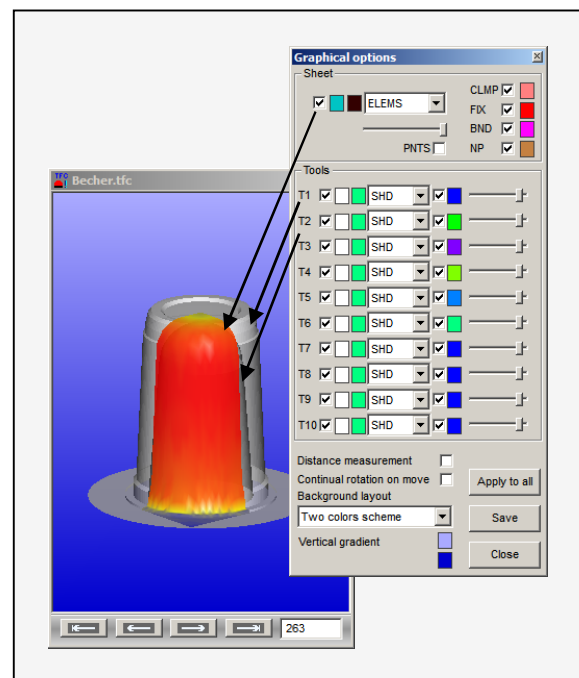 Graphical options
Sheet
ELEMS
CLMP
FIX
BND
PNTS
NP
Becher.tfc
Tools
T1 SHD
T2 SHD
T3 SHD
T4 SHD
T5 SHD
T6 SHD
T7 SHD
T8 SHD
T9 SHD
T10 SHD
Distance measurement
Continual rotation on move
Apply to all
Background layout
Two colors scheme
Save
Vertical gradient
Close
263